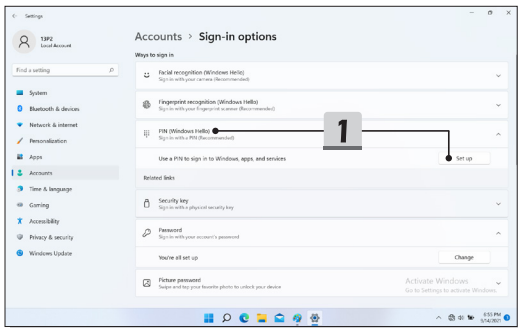 Settings
13P2
Local Account
Find a setting
System
Bluetooth & devices
Network & internet
Personalization
Apps
Accounts
Time & language
Gaming
Accessibility
Privacy & security
Windows Update
Accounts > Sign-in options
Ways to sign in
Facial recognition (Windows Hello)
Sign in with your camera (Recommended)
Fingerprint recognition (Windows Hello)
Sign in with your fingerprint scanner (Recommended)
PIN (Windows Hello)
Sign in with a PIN (Recommended)
1
Use a PIN to sign in to Windows, apps, and services
Set up
Related links
Security key
Sign in with a physical security key
Password
Sign in with your account's password
You're all set up
Change
Picture password
Swipe and tap your favorite photo to unlock your device
Activate Windows
Go to Settings to activate Windows.
6:55 PM
9/14/2021